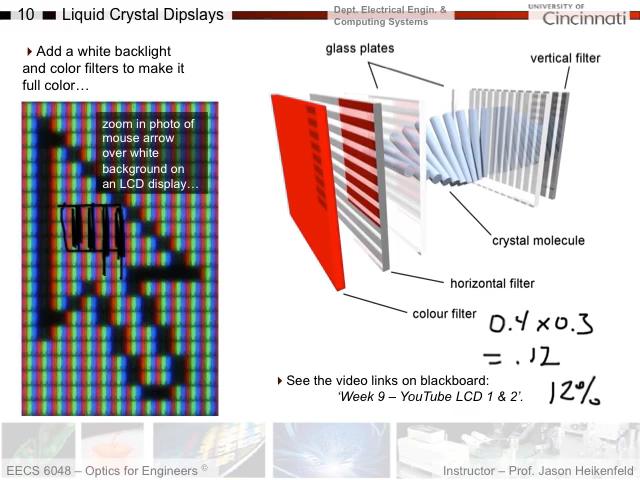 10 Liquid Crystal Dipslays
Dept. Electrical Engin. &
Computing Systems
UNIVERSITY OF
Cincinnati
Add a white backlight
and color filters to make it
full color…
zoom in photo of
mouse arrow
over white
background on
an LCD display…
glass plates
vertical filter
crystal molecule
horizontal filter
colour filter
0.4 x 0.3
= .12
12%
See the video links on blackboard:
‘Week 9 – YouTube LCD 1 & 2’.
EECS 6048 – Optics for Engineers ©
Instructor – Prof. Jason Heikenfeld